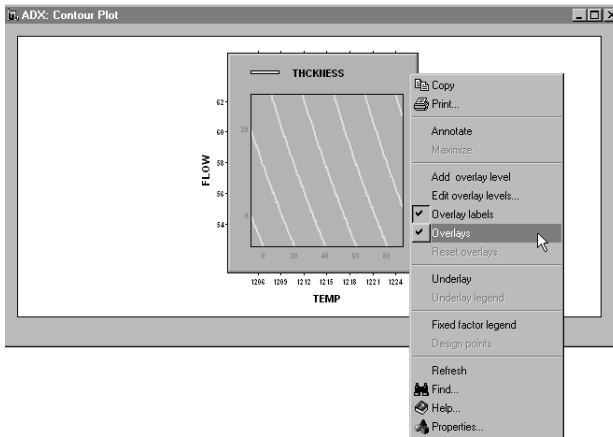 ADX: Contour Plot
THCKNESS
62
60
58
56
54
FLOW
20
0
0 20 40 60 80
1206 1209 1212 1215 1218 1221 1224
TEMP
Copy
Print...
Annotate
Maximize
Add overlay level
Edit overlay levels...
Overlay labels
Overlays
Reset overlays
Underlay
Underlay legend
Fixed factor legend
Design points
Refresh
Find...
Help...
Properties...